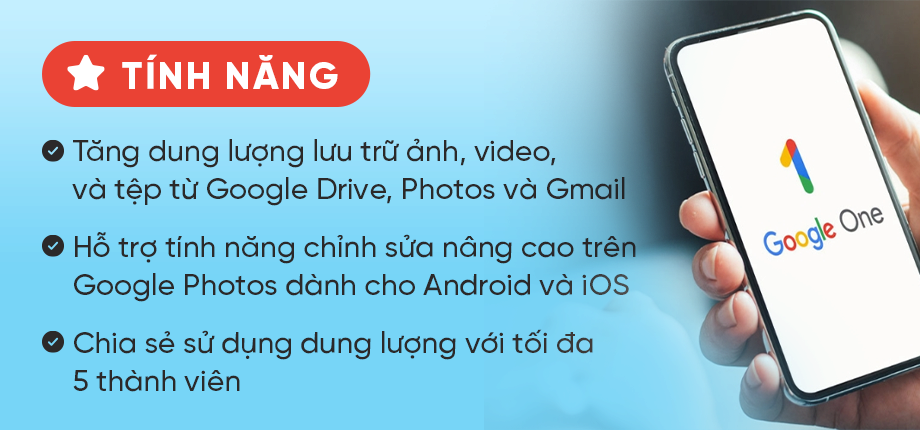 TÍNH NĂNG
Tăng dung lượng lưu trữ ảnh, video,
và tệp từ Google Drive, Photos và Gmail
Hỗ trợ tính năng chỉnh sửa nâng cao trên
Google Photos dành cho Android và iOS
Chia sẻ sử dụng dung lượng với tối đa
5 thành viên
Google One